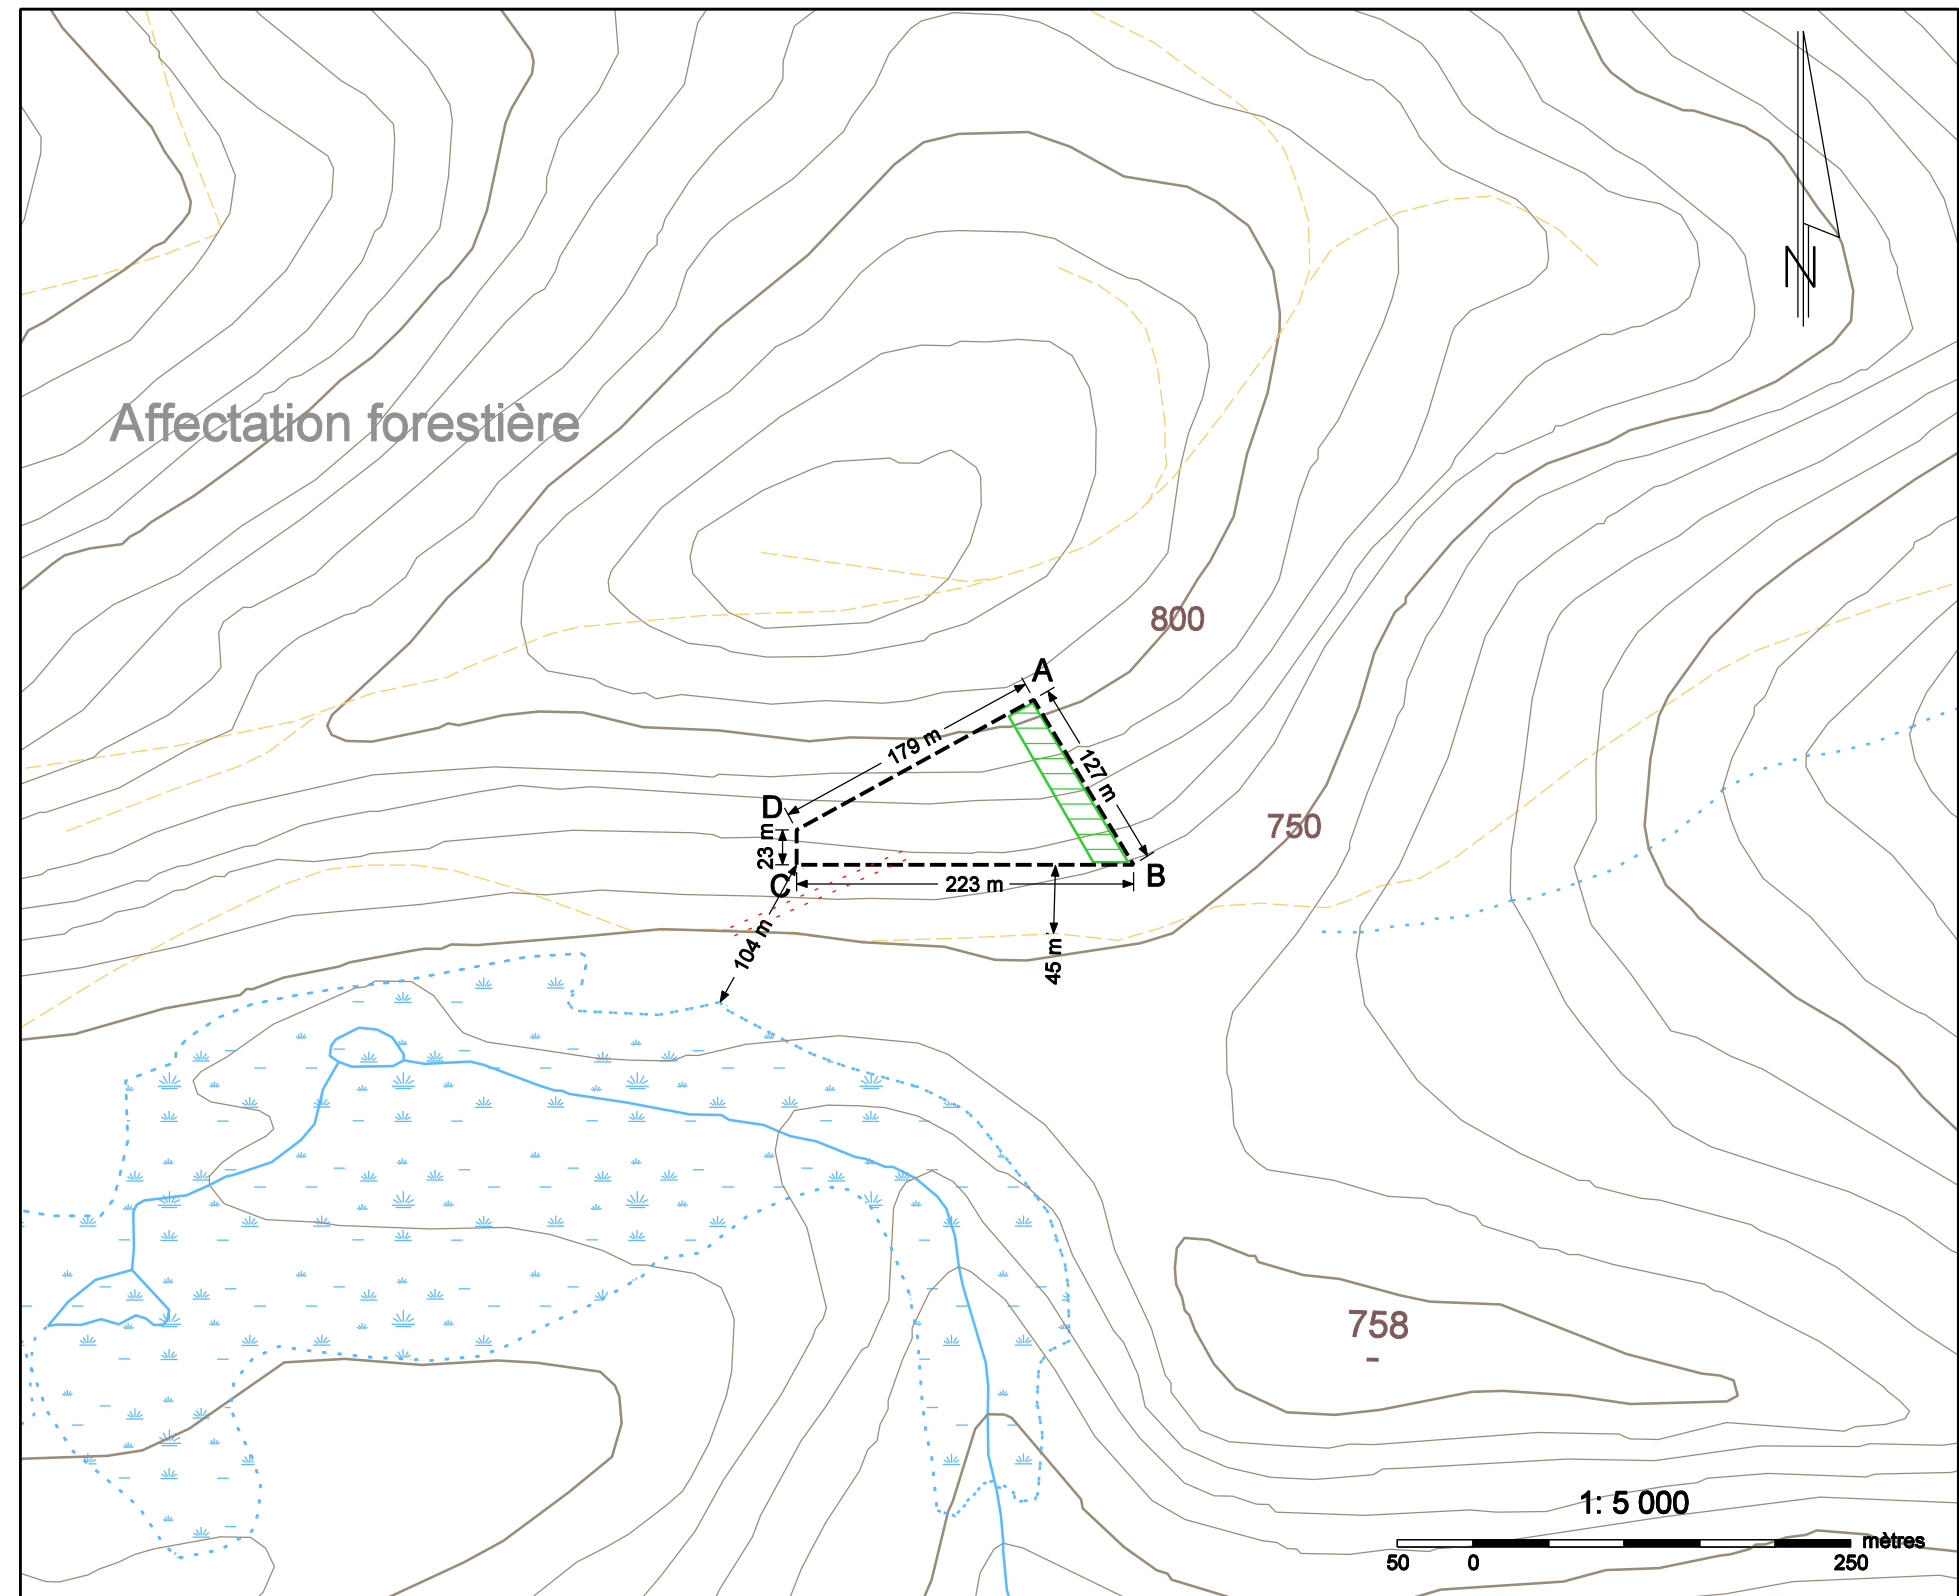 N
Affectation forestière
800
A
179 m
127 m
D
23 m
750
C
223 m
B
104 m
45 m
758
-
1: 5 000
mètres
50 0 250